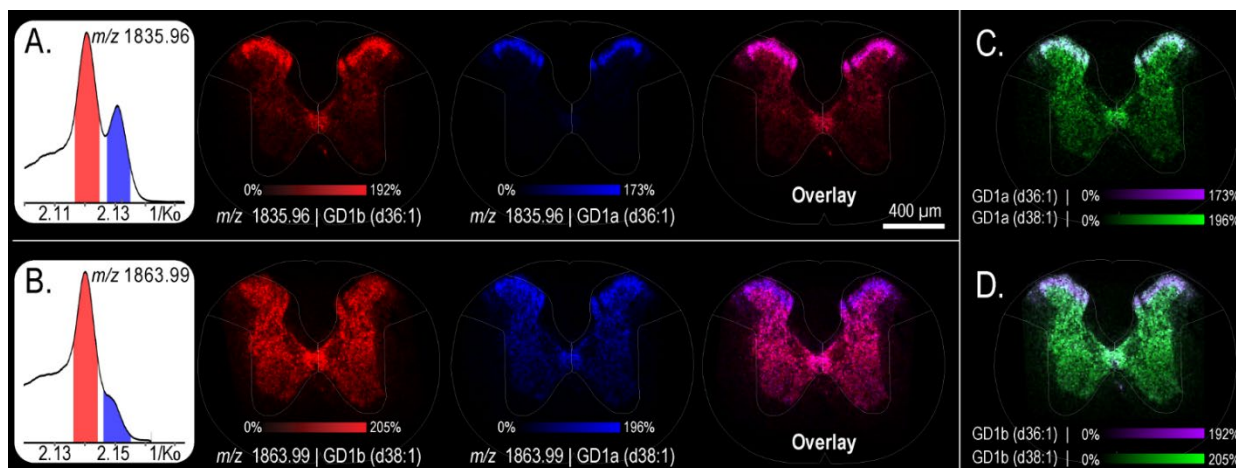 A.
m/z 1835.96
2.11 2.13 1/Ko
0% 192%
m/z 1835.96 | GD1b (d36:1)
0% 173%
m/z 1835.96 | GD1a (d36:1)
Overlay
400 µm
B.
m/z 1863.99
2.13 2.15 1/Ko
0% 205%
m/z 1863.99 | GD1b (d38:1)
0% 196%
m/z 1863.99 | GD1a (d38:1)
Overlay
C.
GD1a (d36:1) | 0% 173%
GD1a (d38:1) | 0% 196%
D.
GD1b (d36:1) | 0% 192%
GD1b (d38:1) | 0% 205%